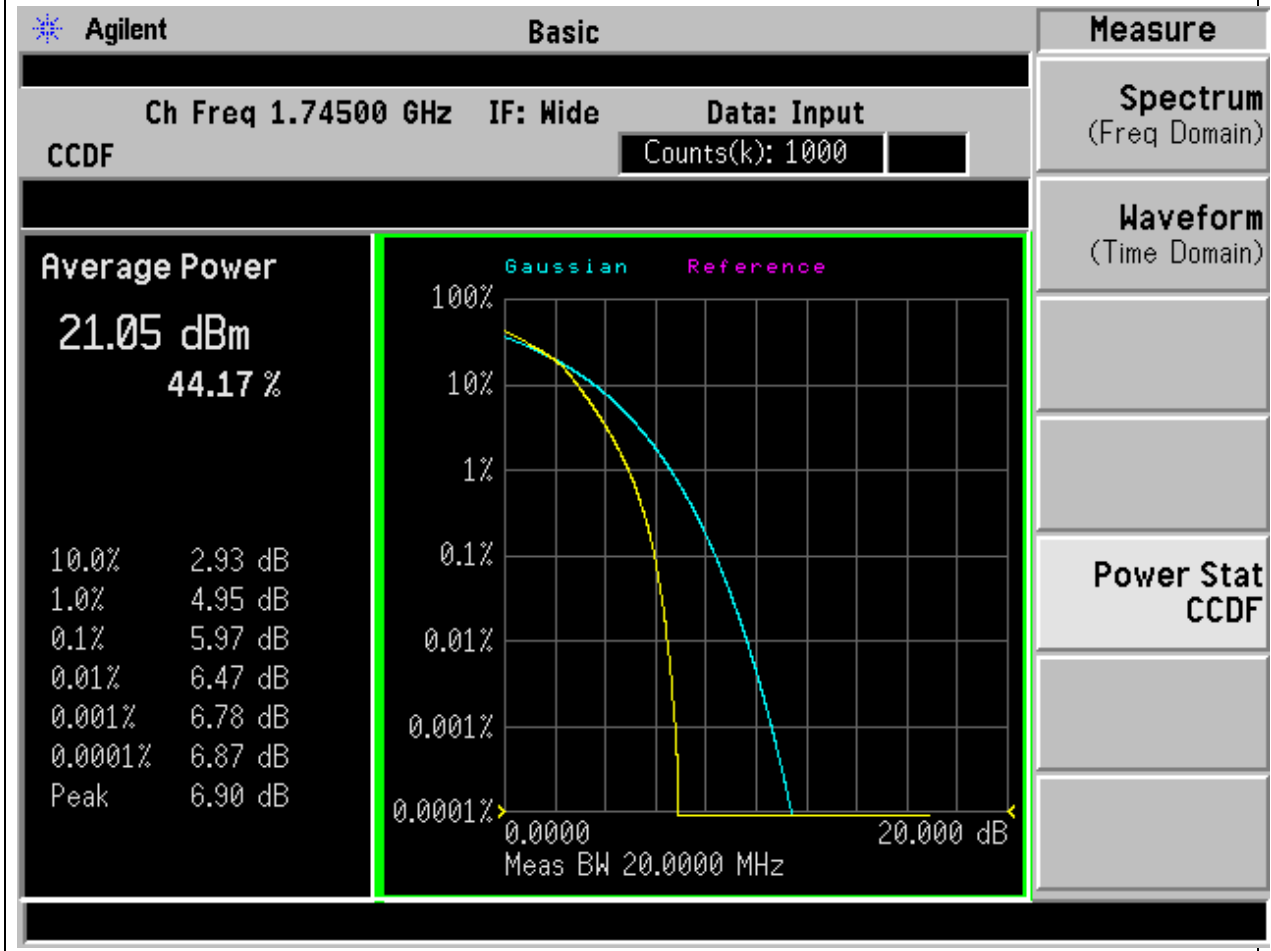 Agilent
Basic
Measure
Ch Freq 1.74500 GHz IF: Wide Data: Input
CCDF
Counts(k): 1000
Spectrum
(Freq Domain)
Waveform
(Time Domain)
Power Stat
CCDF
Average Power
21.05 dBm
44.17 %
10.0% 2.93 dB
1.0% 4.95 dB
0.1% 5.97 dB
0.01% 6.47 dB
0.001% 6.78 dB
0.0001% 6.87 dB
Peak 6.90 dB
Gaussian Reference
100%
10%
1%
0.1%
0.01%
0.001%
0.0001%
0.0000 20.000 dB
Meas BW 20.0000 MHz